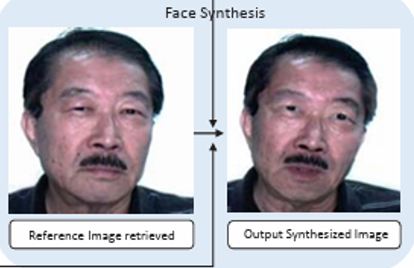 Face Synthesis
Reference Image retrieved
Output Synthesized Image